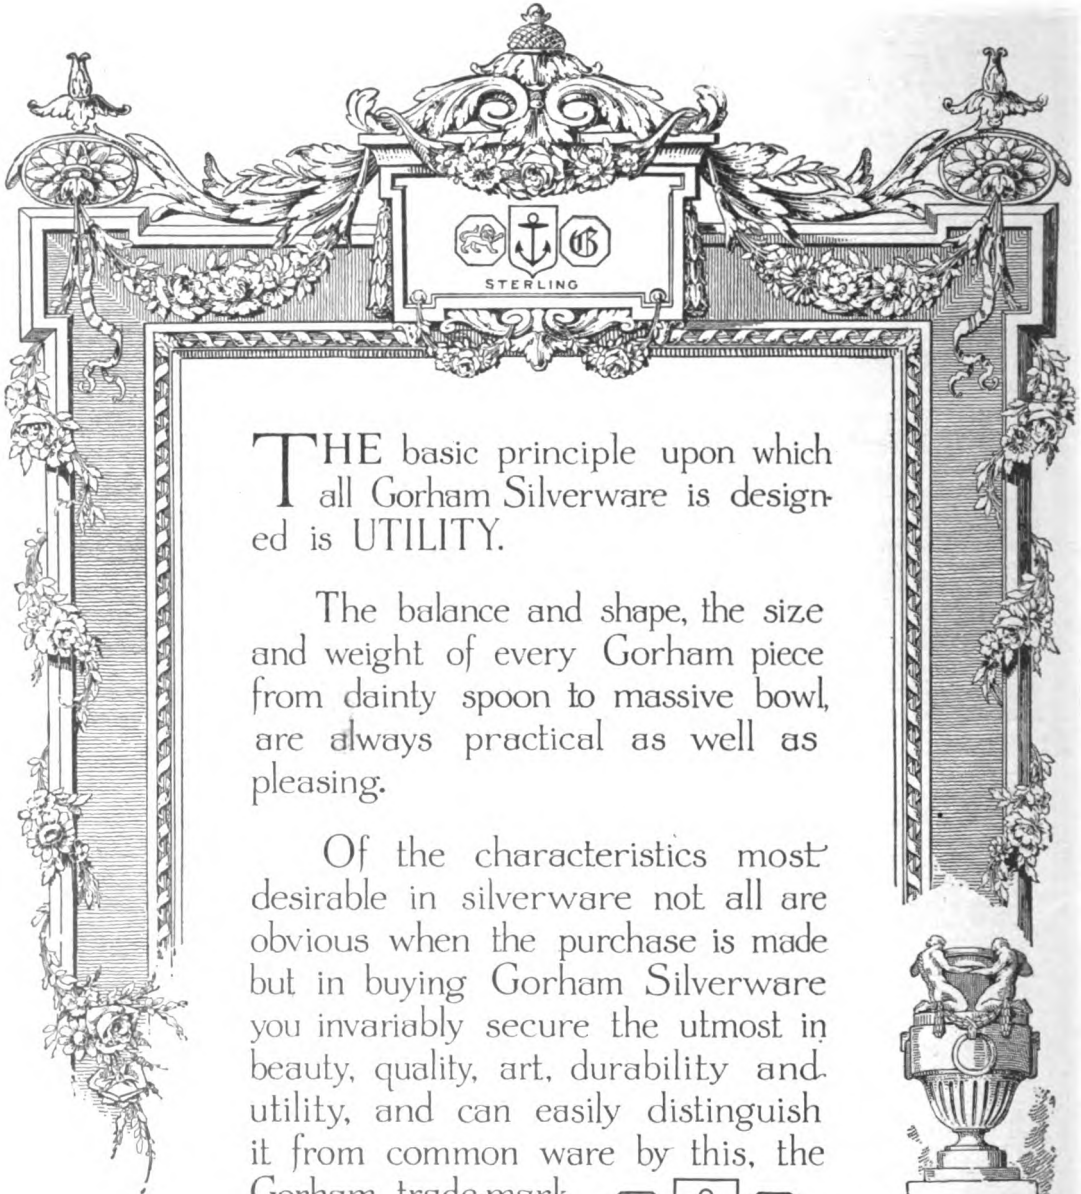 G
STERLING
THE basic principle upon which
all Gorham Silverware is design-
ed is UTILITY.
The balance and shape, the size
and weight of every Gorham piece
from dainty spoon to massive bowl,
are always practical as well as
pleasing.
Of the characteristics most
desirable in silverware not all are
obvious when the purchase is made
but in buying Gorham Silverware
you invariably secure the utmost in
beauty, quality, art, durability and
utility, and can easily distinguish
it from common ware by this, the
Gorham trade mark